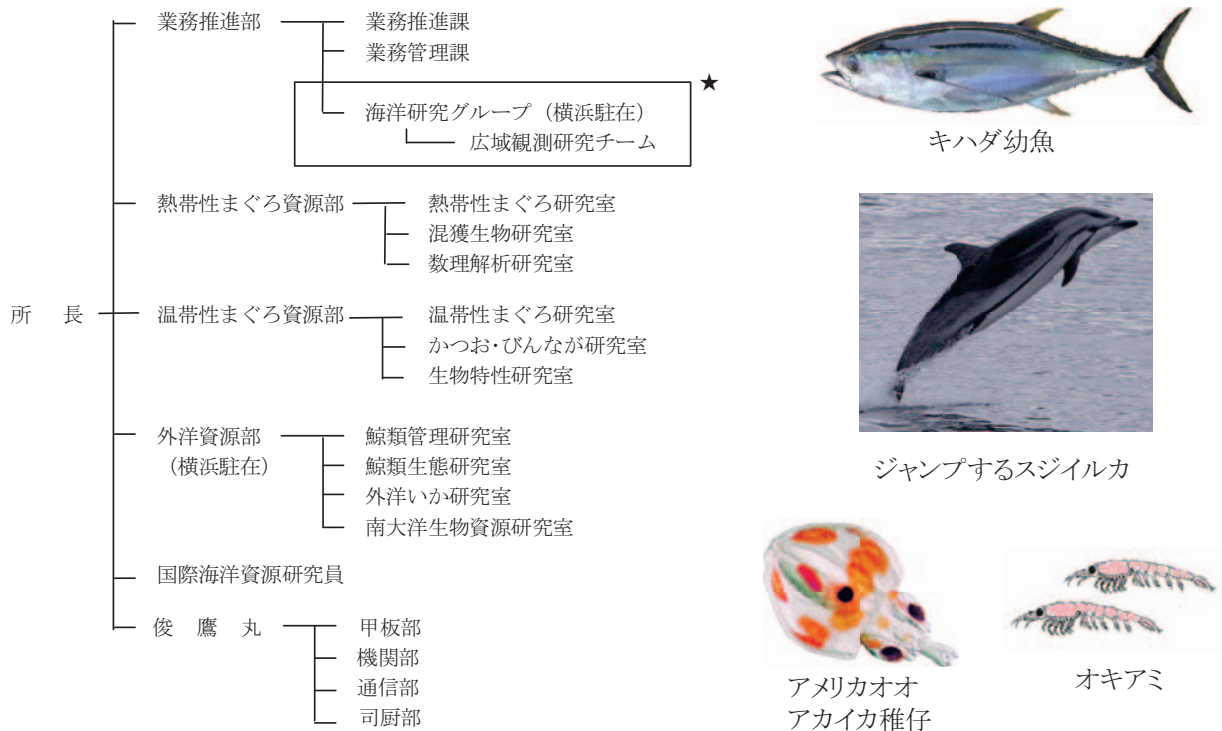 業務推進部
業務推進課
業務管理課
★
海洋研究グループ (横浜駐在)
広域観測研究チーム
熱帯性まぐろ資源部
熱帯性まぐろ研究室
混獲生物研究室
数理解析研究室
所 長
温帯性まぐろ資源部
温帯性まぐろ研究室
かつお・びんなが研究室
生物特性研究室
外洋資源部
(横浜駐在)
鯨類管理研究室
鯨類生態研究室
外洋いか研究室
南大洋生物資源研究室
国際海洋資源研究員
俊 鷹 丸
甲板部
機関部
通信部
司厨部
キハダ幼魚
ジャンプするスジイルカ
アメリカオオ
アカイカ稚仔
オキアミ